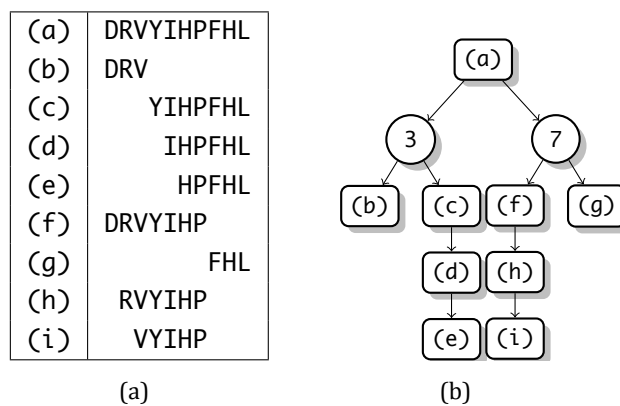 (a) DRVYIHPFHL
(b) DRV
(c) YIHPFHL
(d) IHPFHL
(e) HPFHL
(f) DRVYIHP
(g) FHL
(h) RVYIHP
(i) VYIHP
(a)
(a)
3 7
(b) (c) (f) (g)
(d) (h)
(e) (i)
(b)